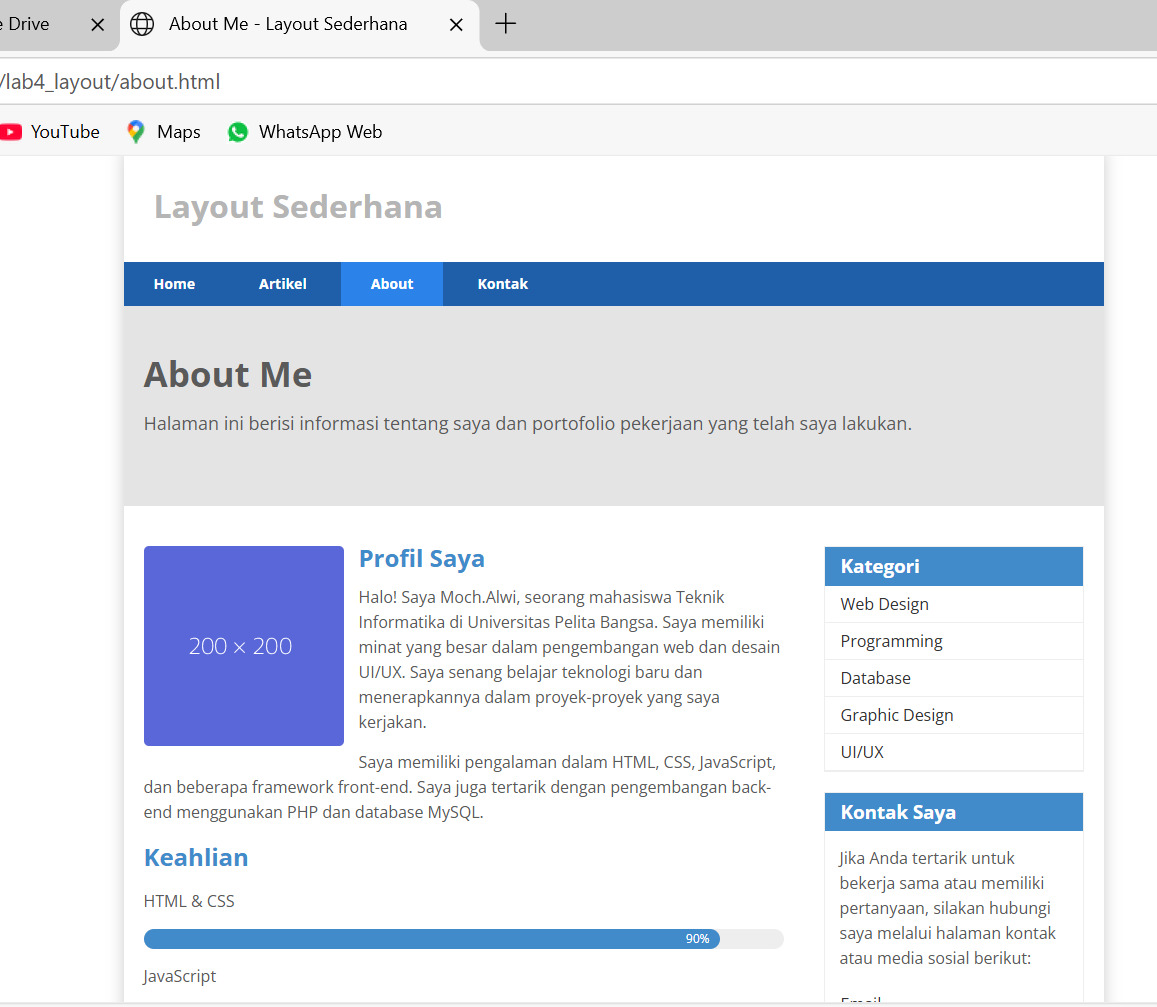 e Drive
About Me - Layout Sederhana
/lab4_layout/about.html
YouTube
Maps
WhatsApp Web
Layout Sederhana
Home
Artikel
About
Kontak
About Me
Halaman ini berisi informasi tentang saya dan portofolio pekerjaan yang telah saya lakukan.
200 × 200
Profil Saya
Halo! Saya Moch.Alwi, seorang mahasiswa Teknik
Informatika di Universitas Pelita Bangsa. Saya memiliki
minat yang besar dalam pengembangan web dan desain
UI/UX. Saya senang belajar teknologi baru dan
menerapkannya dalam proyek-proyek yang saya
kerjakan.
Saya memiliki pengalaman dalam HTML, CSS, JavaScript,
dan beberapa framework front-end. Saya juga tertarik dengan pengembangan back-
end menggunakan PHP dan database MySQL.
Keahlian
HTML & CSS
90%
JavaScript
Kategori
Web Design
Programming
Database
Graphic Design
UI/UX
Kontak Saya
Jika Anda tertarik untuk
bekerja sama atau memiliki
pertanyaan, silakan hubungi
saya melalui halaman kontak
atau media sosial berikut:
Email